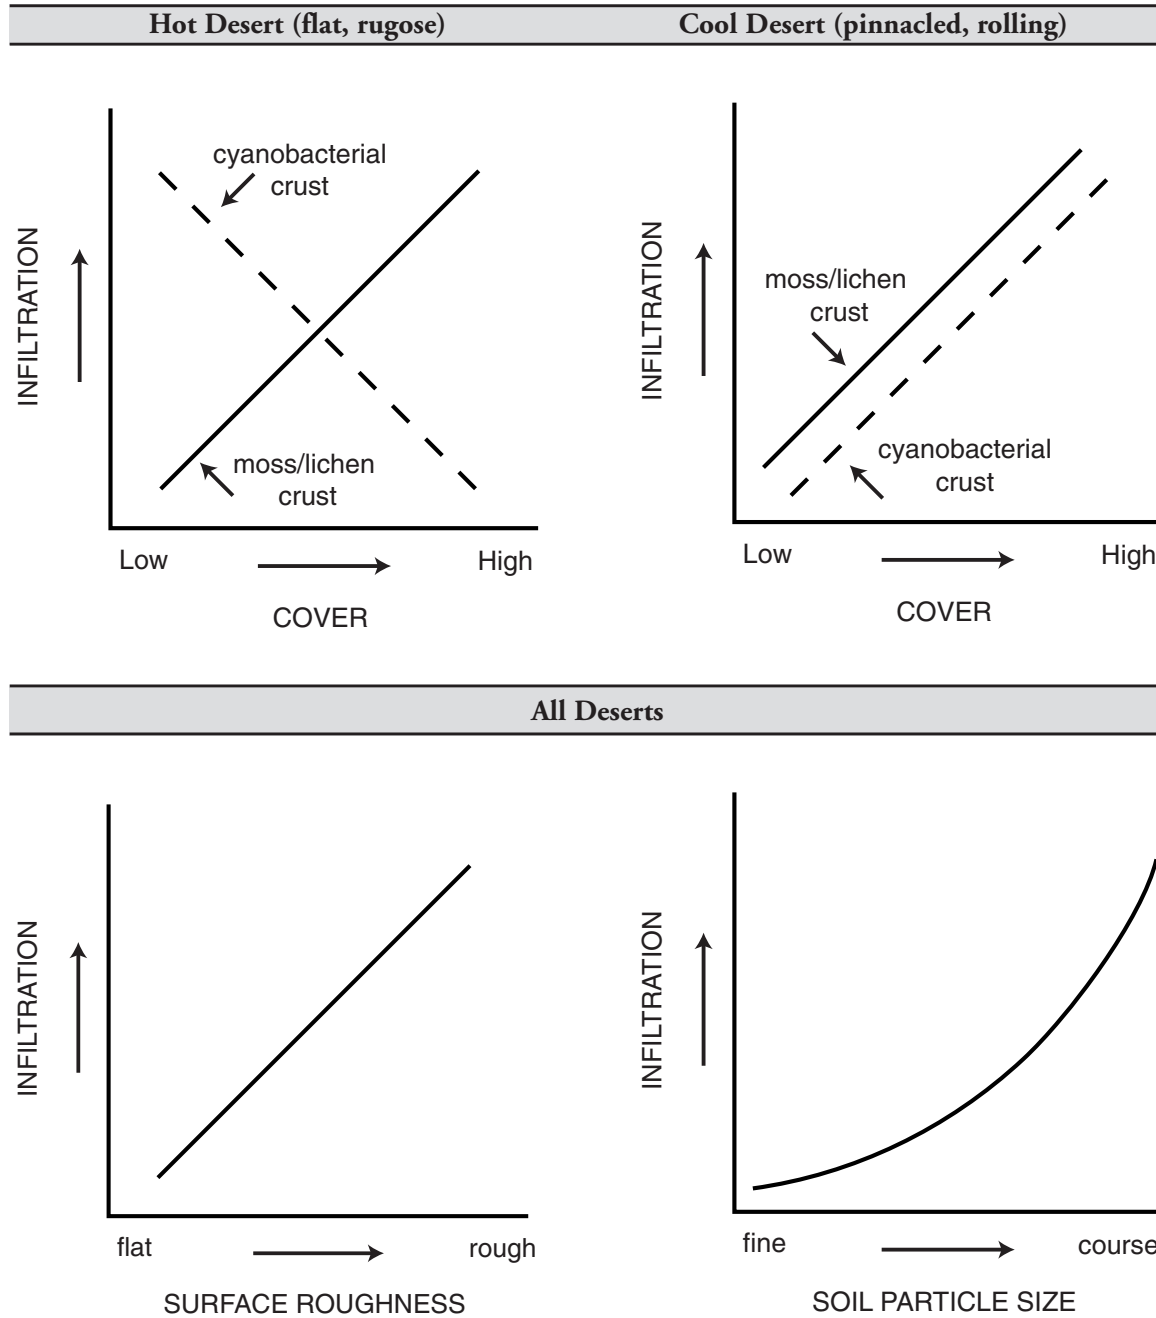 Hot Desert (flat, rugose)
Cool Desert (pinnacled, rolling)
cyanobacterial
crust
INFILTRATION
moss/lichen
crust
Low
High
COVER
moss/lichen
crust
INFILTRATION
cyanobacterial
crust
Low
High
COVER
All Deserts
INFILTRATION
flat
rough
SURFACE ROUGHNESS
INFILTRATION
fine
course
SOIL PARTICLE SIZE